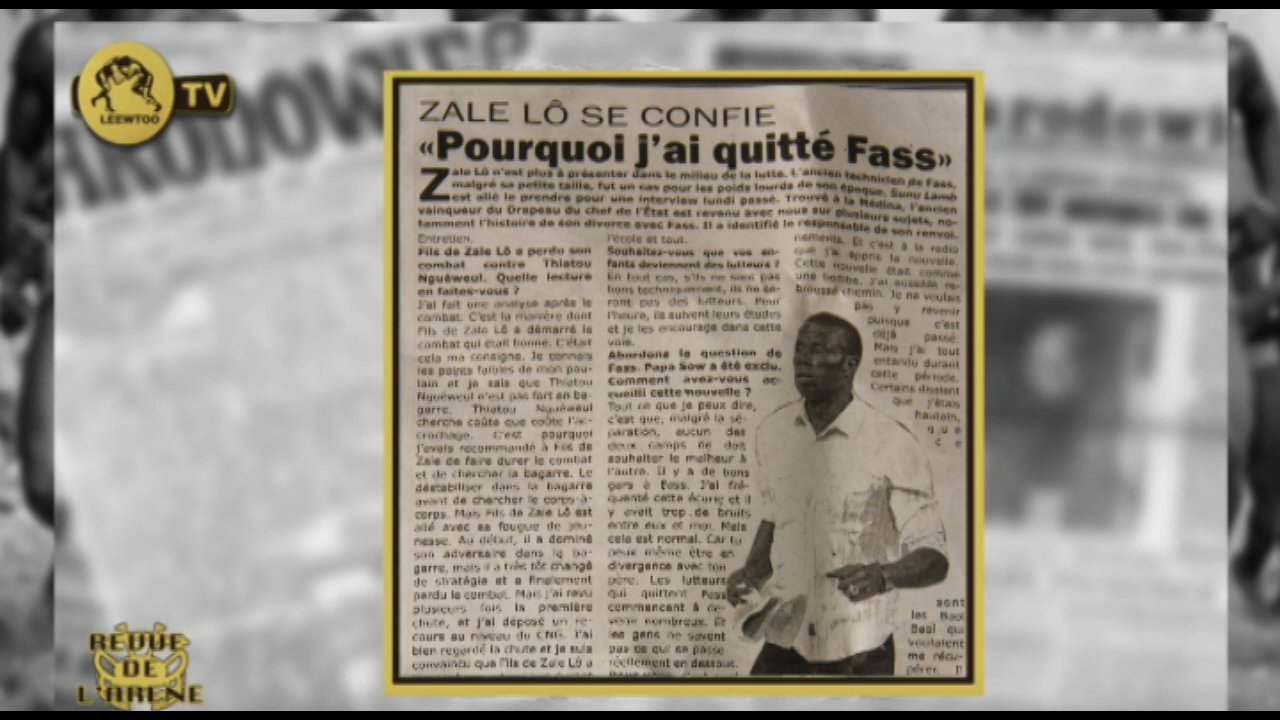 LEEWTOO
TV
ZALE LÔ SE CONFIE
«Pourquoi j'ai quitté Fass»
Zale Lô n'est plus à présenter dans le milieu de la lutte. L'ancien technicien de Fass,
malgré sa petite taille, fut un cas pour les poids lourds de son époque. Sunu Lamb
est allé le prendre pour une interview lundi passé. Trouvé à la Médina, l'ancien
vainqueur du Drapeau du chef de l'État est revenu avec nous sur plusieurs sujets, no-
tamment l'histoire de son divorce avec Fass. Il a identifié le responsable de son renvoi.
Entretien.
Fils de Zale Lô a perdu son
combat contre Thiatou
Nguêweul. Quelle lecture
en faites-vous ?
J'ai fait une analyse après le
combat. C'est la manière dont
Fils de Zale Lô a démarré le
combat qui était bonne. C'était
cela ma consigne. Je connais
les points faibles de mon pou-
lain et je sais que Thiatou
Nguêweul n'est pas fort en ba-
garre. Thiatou Nguêweul
cherche coûte que coûte l'ac-
crochage. C'est pourquoi
j'avais recommandé à Fils de
Zale de faire durer le combat
et de chercher la bagarre. Le
déstabiliser dans la bagarre
avant de chercher le corps-à-
corps. Mais Fils de Zale Lô est
allé avec sa fougue de jeu-
nesse. Au début, il a dominé
son adversaire dans la ba-
garre, mais il a très tôt changé
de stratégie et a finalement
perdu le combat. Mais j'ai revu
plusieurs fois la première
chute, et j'ai déposé un re-
cours au niveau du CNG. J'ai
bien regardé la chute et je suis
convaincu que Fils de Zale Lô a
l'école et tout.
Souhaitez-vous que vos en-
fants deviennent des lutteurs ?
En tout cas, s'ils ne sont pas
bons techniquement, ils ne se-
ront pas des lutteurs. Pour
l'heure, ils suivent leurs études
et je les encourage dans cette
voie.
Abordons la question de
Fass. Papa Sow a été exclu.
Comment avez-vous ac-
cueilli cette nouvelle ?
Tout ce que je peux dire,
c'est que, malgré la sé-
paration, aucun des
deux camps ne doit
souhaiter le malheur à
l'autre. Il y a de bons
gars à Fass. J'ai fré-
quenté cette écurie et il
y avait trop de bruits
entre eux et moi. Mais
cela est normal. Car tu
peux même être en
divergence avec ton
père. Les lutteurs
qui quittent Fass
commencent à de-
venir nombreux. Et
les gens ne savent
pas ce qui se passe
réellement en dessous.
nements. Et c'est à la radio
que j'ai appris la nouvelle.
Cette nouvelle était comme
une bombe. J'ai aussitôt re-
broussé chemin. Je ne voulais
pas y revenir
puisque c'est
déjà passé.
Mais j'ai tout
entendu durant
cette période.
Certains disaient
que j'étais
hautain,
que
ce
sont
les Baol
Baol qui
voulaient
me récu-
pérer. Il
REVUE
DE
L'ARENE